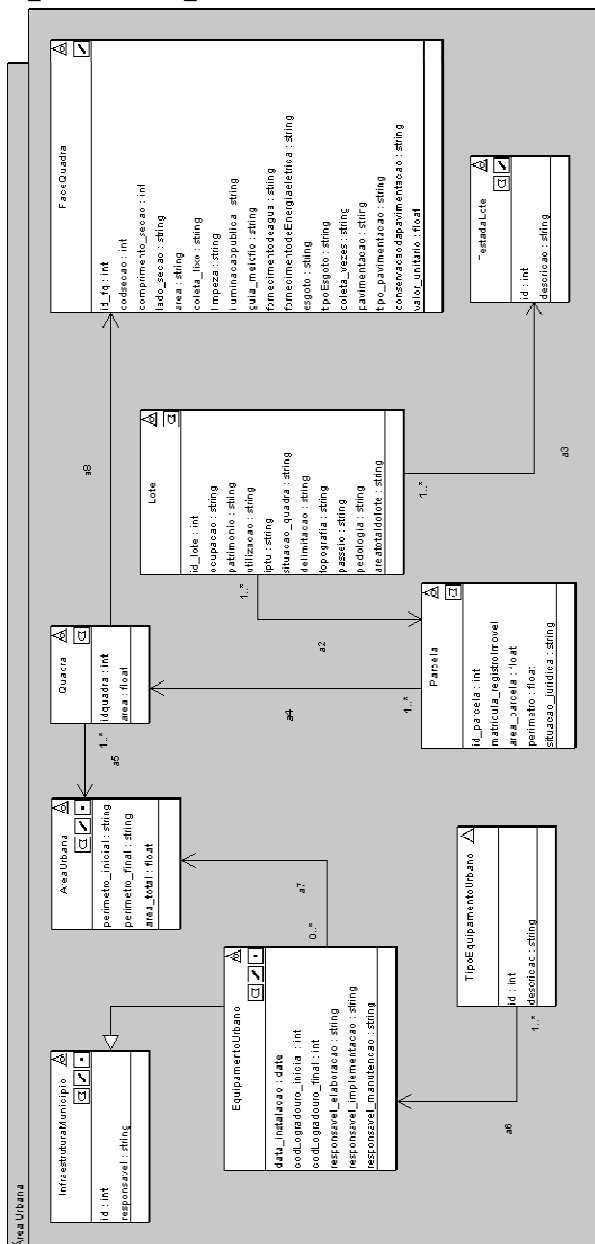 Area Urbana
InfraestruturaMunicipio
id : int
responsavel : string
AreaUrbana
perimetro_inicial : string
perimetro_final : string
area_total : float
Quadra
idquadra : int
area : float
FaceQuadra
id_fq : int
codsecao : int
comprimento_secao : int
lado_secao : string
area : string
coleta_lixo : string
limpeza : string
iluminacaopublica : string
guia_meiofio : string
fornecimentodeagua : string
fornecimentodeEnergiaeletrica : string
esgoto : string
tipoEsgoto : string
coleta_vezes : string
pavimentacao : string
tipo_pavimentacao : string
conservacaodapavimentacao : string
valor_unitario : float
a5
1..*
a8
EquipamentoUrbano
data_instalacao : date
codLogradouro_inicial : int
codLogradouro_final : int
responsavel_elaboracao : string
responsavel_implementacao : string
responsavel_manutencao : string
0..*
a7
a4
1..*
a2
1..*
Lote
id_lote : int
ocupacao : string
patrimonio : string
utilizacao : string
iptu : string
situacao_quadra : string
delimitacao : string
topografia : string
passeio : string
pedologia : string
areatotaldolote : string
1..*
a3
a6
1..*
TipoEquipamentoUrbano
id : int
descricao : string
Parcela
id_parcela : int
matricula_registroImovel
area_parcela : float
perimetro : float
situacao_juridica : string
TestadaLote
id : int
descricao : string